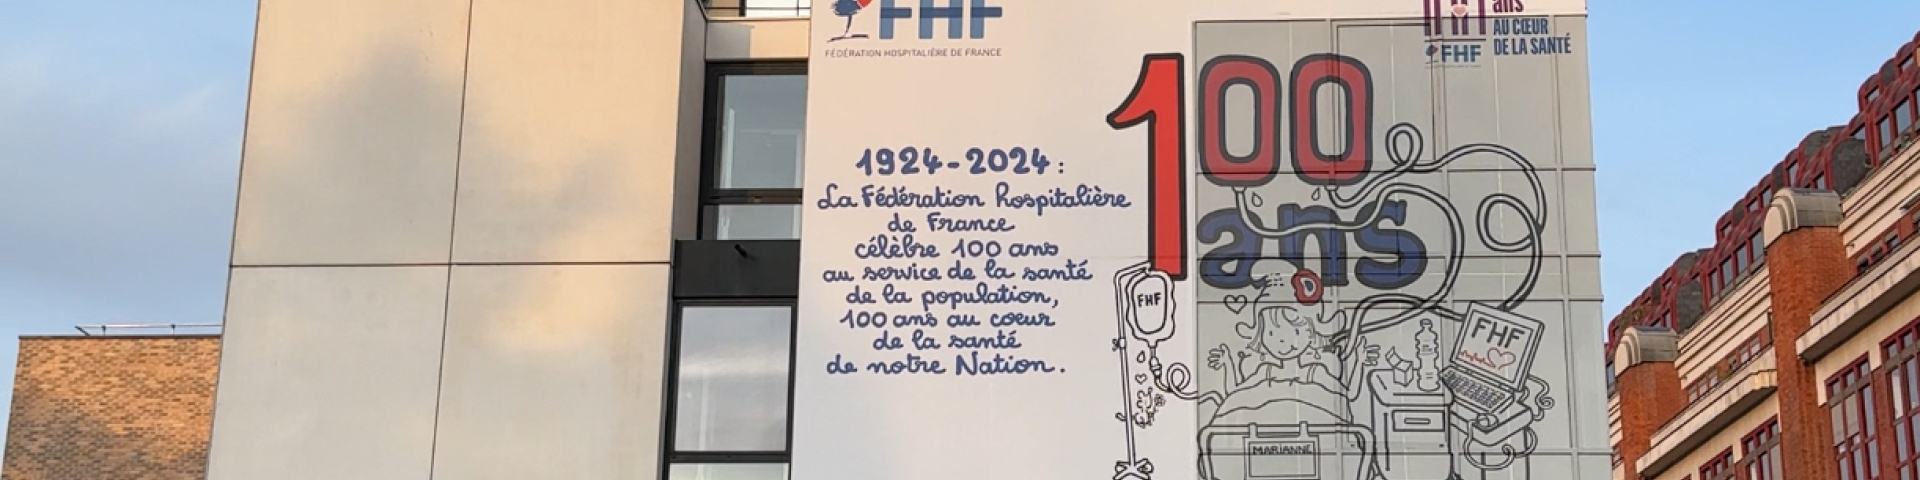 FHF
FÉDÉRATION HOSPITALIÈRE DE FRANCE
ans
AU CŒUR
DE LA SANTÉ
FHF
100
ans
1924-2024 :
La Fédération hospitalière
de France
célèbre 100 ans
au service de la santé
de la population,
100 ans au coeur
de la santé
de notre Nation.
FHF
FHF
MARIANNE